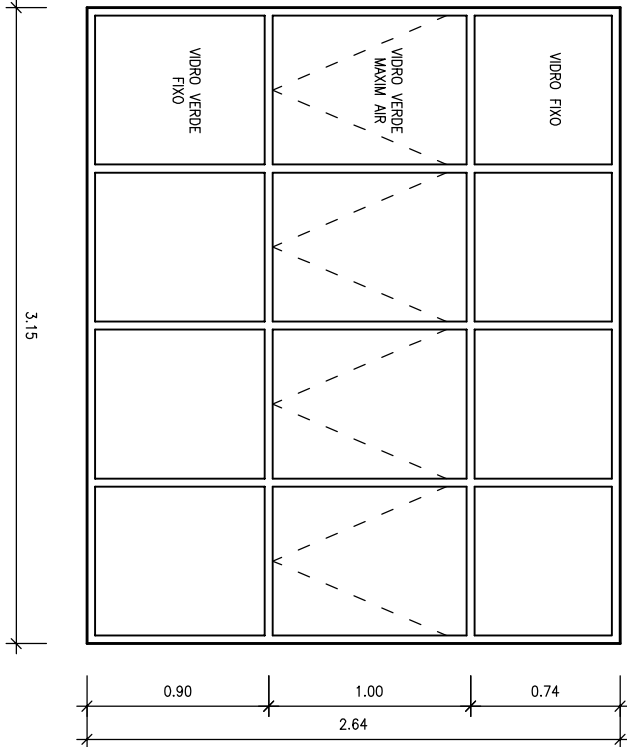 VIDRO VERDE
FIXO
VIDRO VERDE
MAXIM AIR
VIDRO FIXO
3.15
0.90
1.00
0.74
2.64